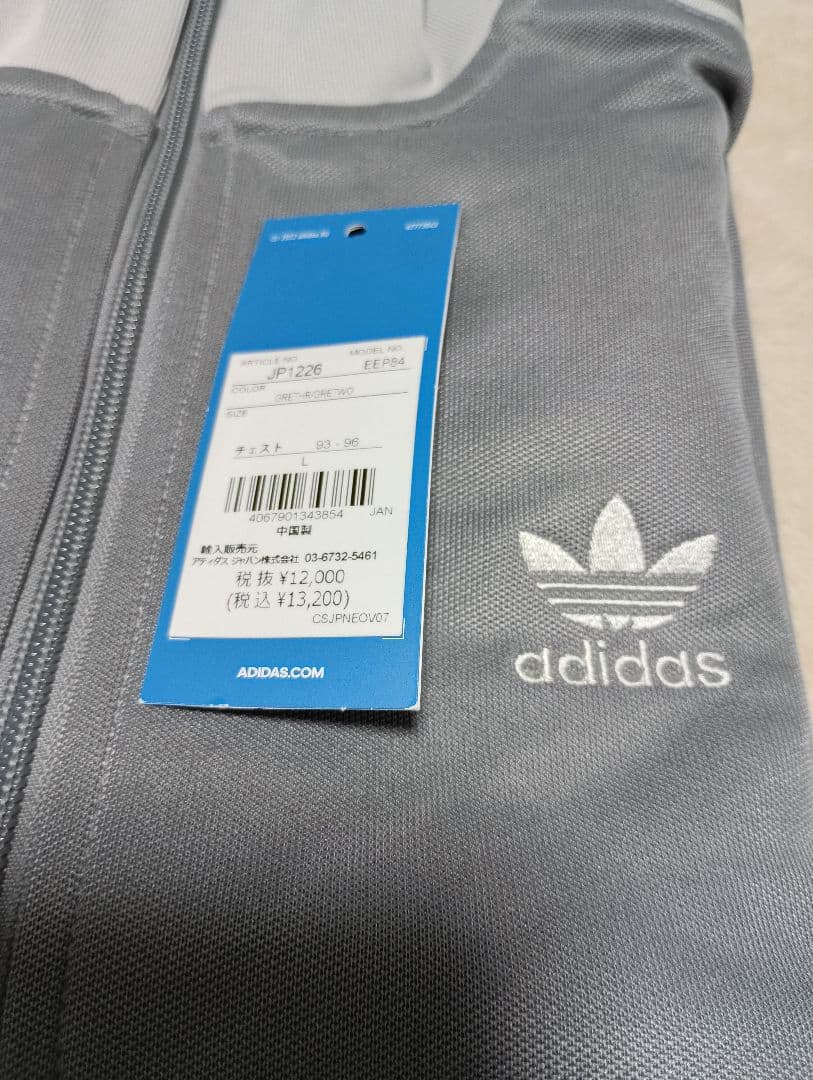 ARTICLE NO.
MODEL NO.
JP1226
EEP84
COLOR
GRETHR/GRETWO
SIZE
チェスト 93 - 96
L
4067901343854 JAN
中国製
輸入販売元
アディダス ジャパン株式会社 03-6732-5461
税抜 ¥12,000
(税込 ¥13,200)
CSJPNEOV07
ADIDAS.COM
adidas